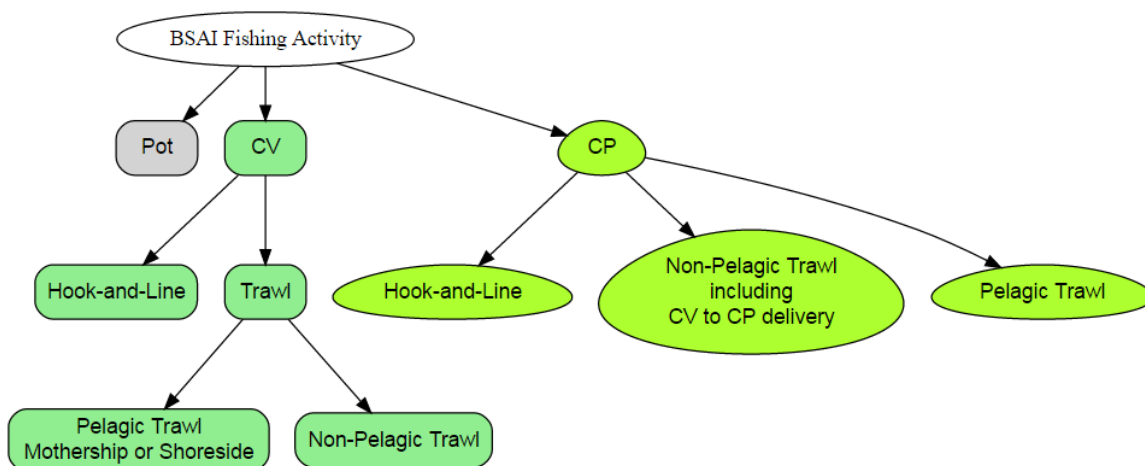 BSAI Fishing Activity
Pot
CV
CP
Hook-and-Line
Trawl
Hook-and-Line
Non-Pelagic Trawl
including
CV to CP delivery
Pelagic Trawl
Pelagic Trawl
Mothership or Shoreside
Non-Pelagic Trawl